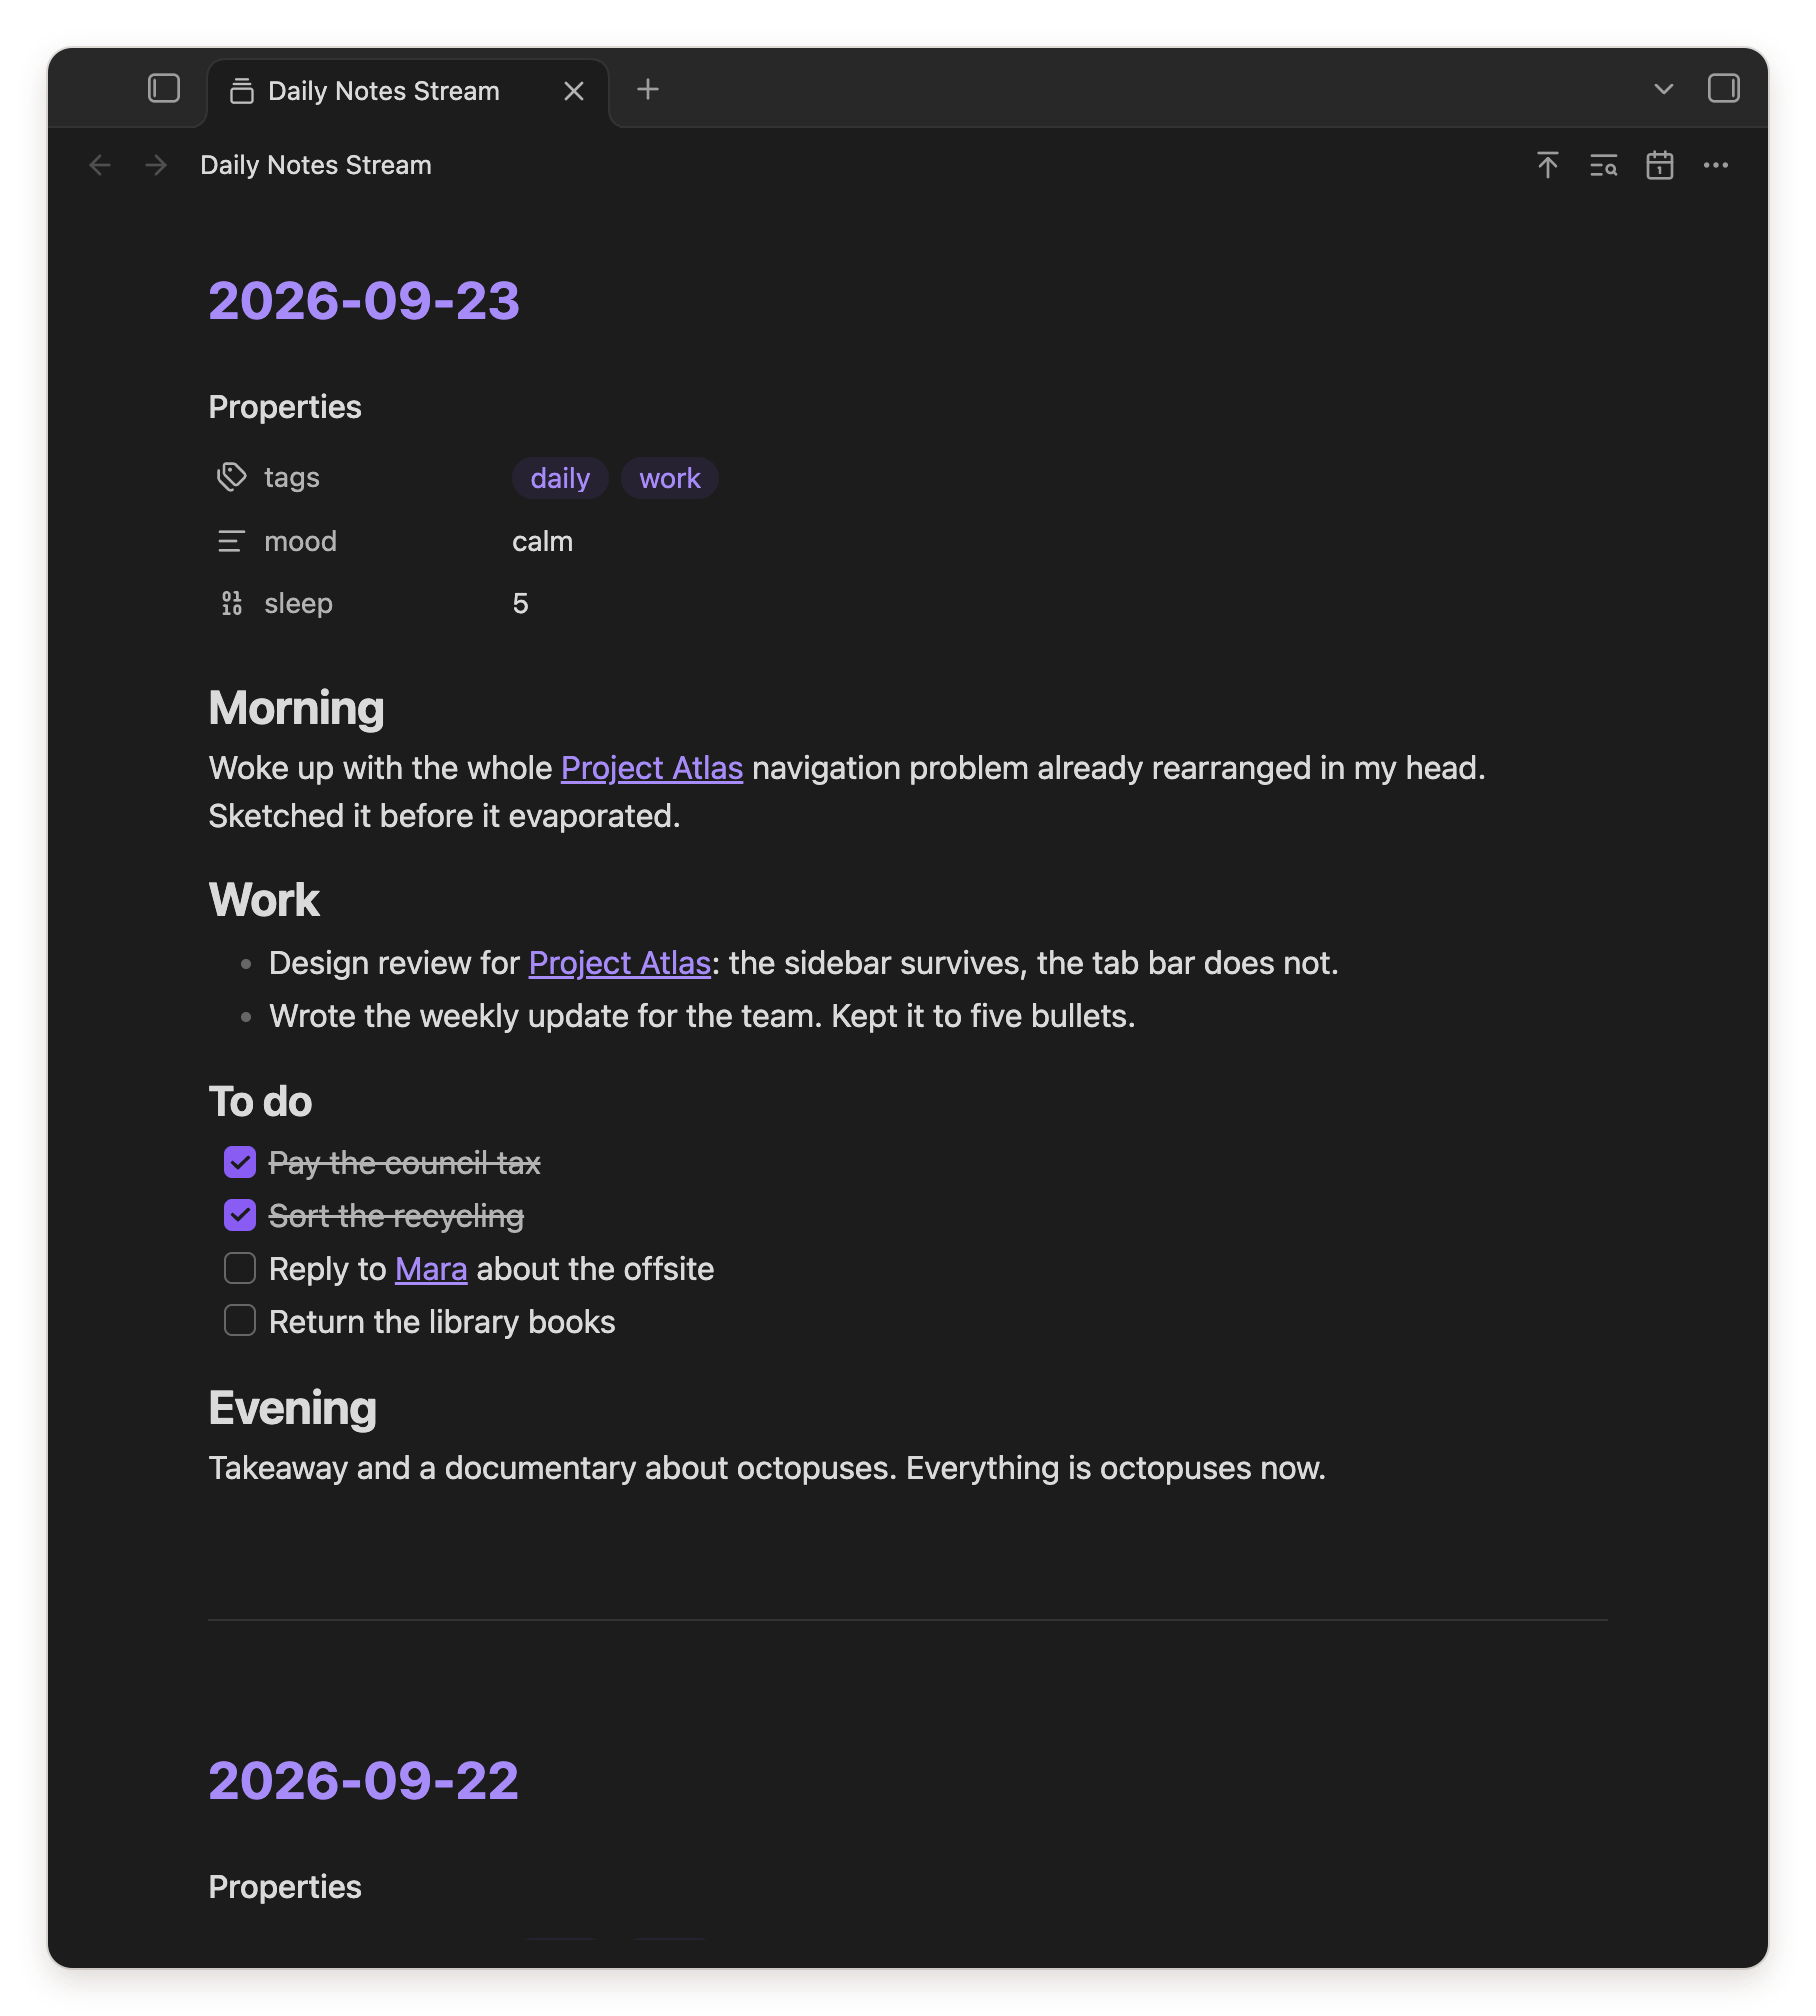 Daily Notes Stream
Daily Notes Stream
2026-09-23
Properties
tags daily work
mood calm
sleep 5
Morning
Woke up with the whole Project Atlas navigation problem already rearranged in my head.
Sketched it before it evaporated.
Work
Design review for Project Atlas: the sidebar survives, the tab bar does not.
Wrote the weekly update for the team. Kept it to five bullets.
To do
Pay the council tax
Sort the recycling
Reply to Mara about the offsite
Return the library books
Evening
Takeaway and a documentary about octopuses. Everything is octopuses now.
2026-09-22
Properties